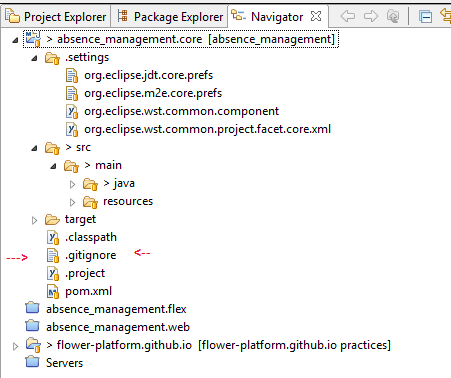 Project Explorer Package Explorer Navigator
> absence_management.core [absence_management]
.settings
org.eclipse.jdt.core.prefs
org.eclipse.m2e.core.prefs
org.eclipse.wst.common.component
org.eclipse.wst.common.project.facet.core.xml
> src
> main
> java
resources
target
.classpath
---> .gitignore <--
.project
pom.xml
absence_management.flex
absence_management.web
> flower-platform.github.io [flower-platform.github.io practices]
Servers